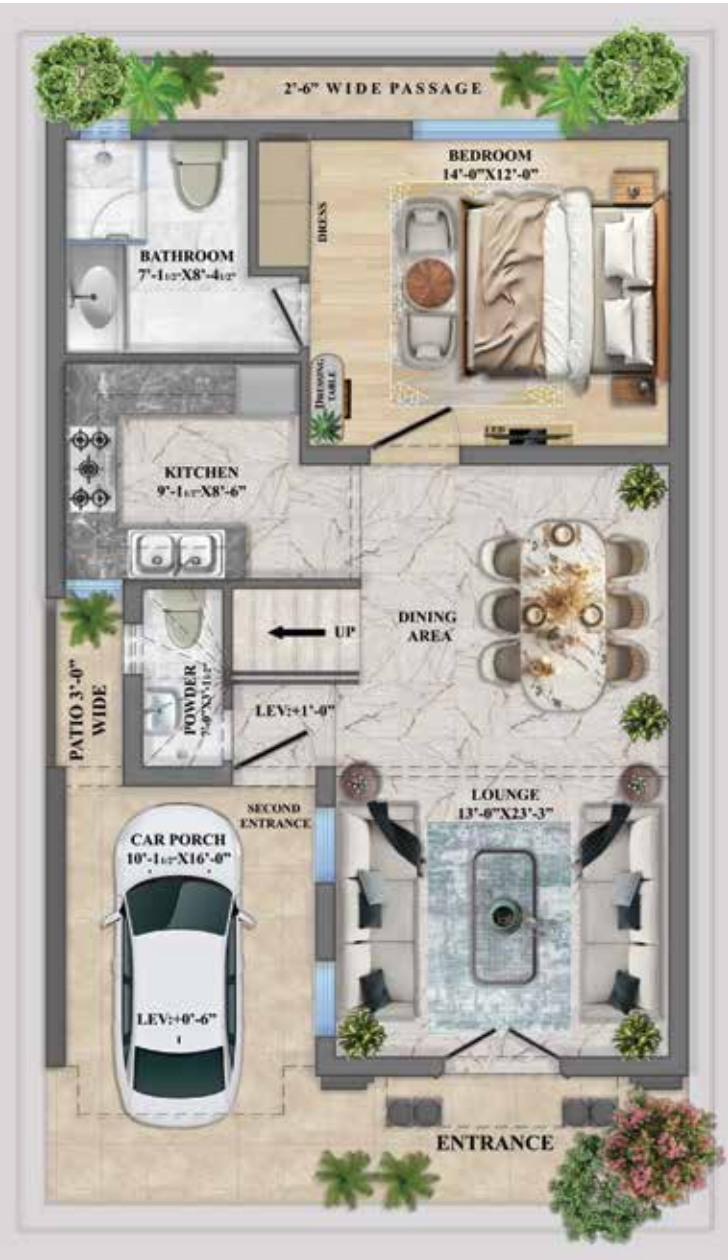 2'-6" WIDE PASSAGE
BEDROOM
14'-0"X12'-0"
DRESS
BATHROOM
7'-1 1/2"X8'-4 1/2"
DRESSING
TABLE
LED
KITCHEN
9'-1 1/2"X8'-6"
DINING
AREA
UP
POWDER
PATIO 3'-0"
WIDE
LEV:+1'-0"
SECOND
ENTRANCE
LOUNGE
13'-0"X23'-3"
CAR PORCH
10'-1 1/2"X16'-0"
LEV:+0'-6"
ENTRANCE